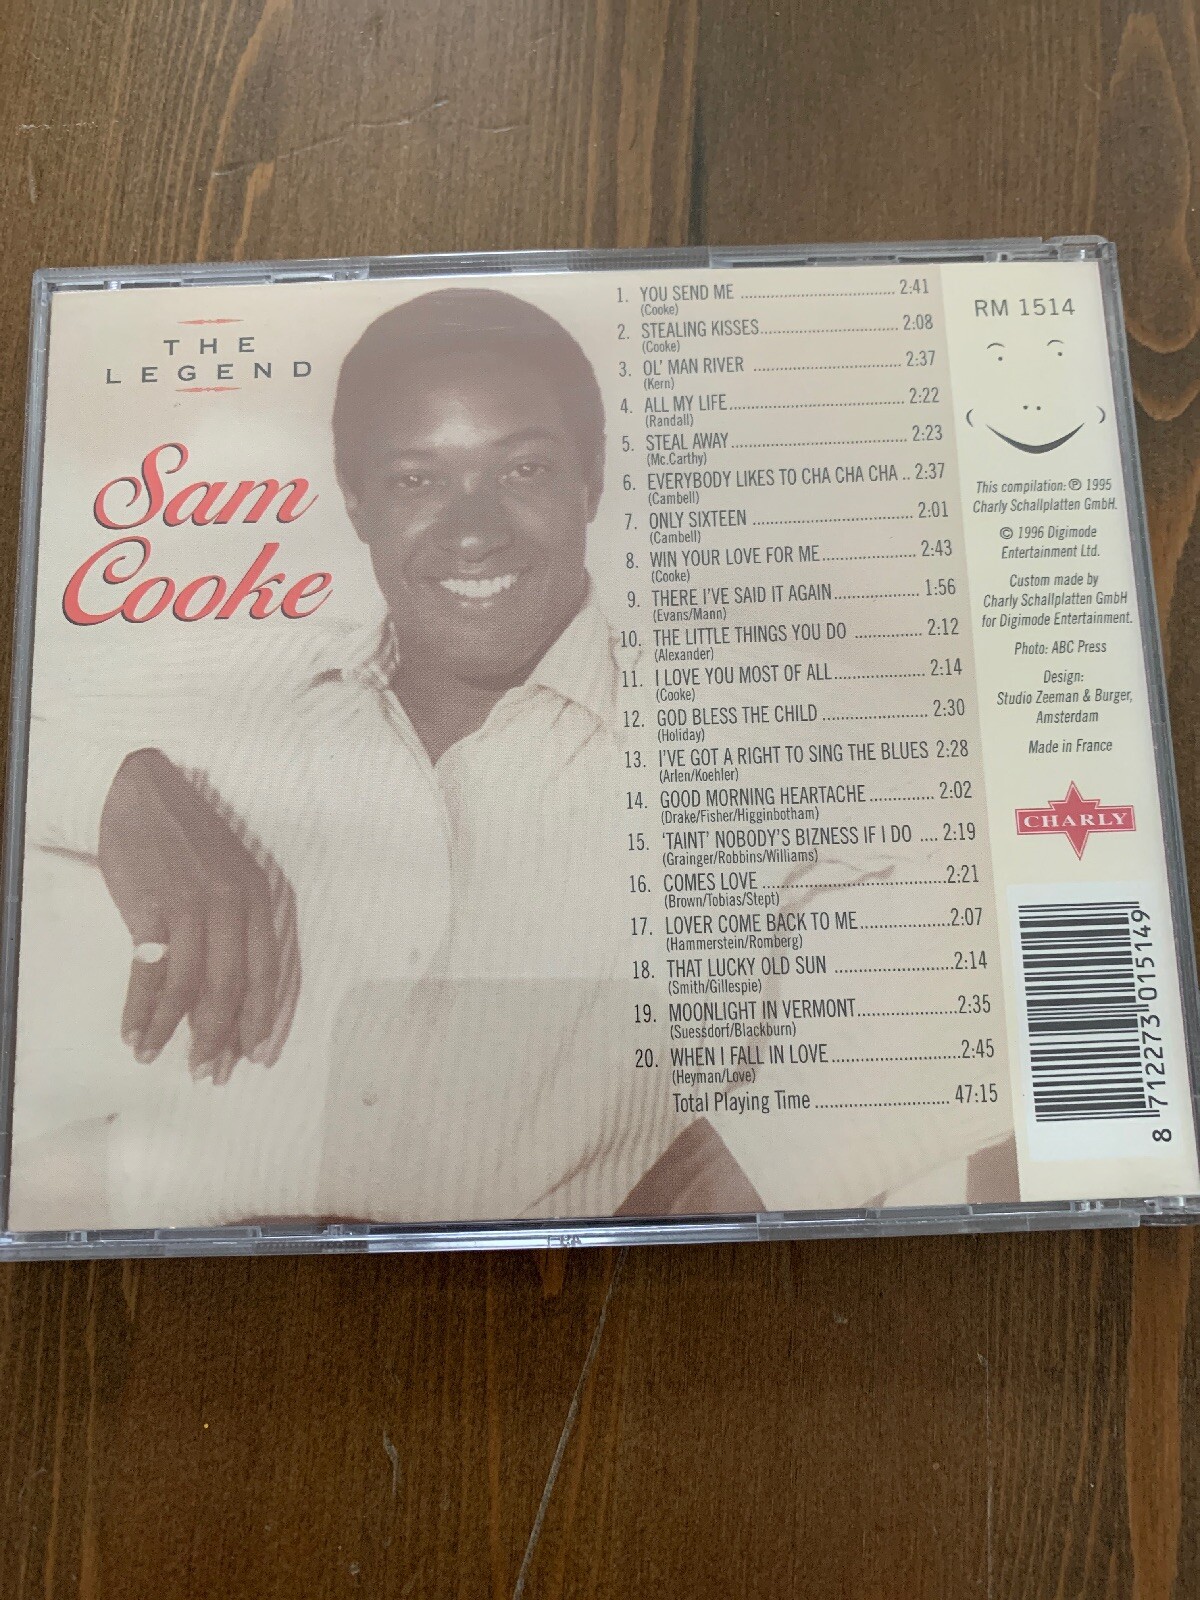 THE
LEGEND
Sam
Cooke
1. YOU SEND ME ................................ 2:41
(Cooke)
2. STEALING KISSES............................ 2:08
(Cooke)
3. OL' MAN RIVER ............................... 2:37
(Kern)
4. ALL MY LIFE.................................... 2:22
(Randall)
5. STEAL AWAY.................................... 2:23
(Mc.Carthy)
6. EVERYBODY LIKES TO CHA CHA CHA .. 2:37
(Cambell)
7. ONLY SIXTEEN ................................. 2:01
(Cambell)
8. WIN YOUR LOVE FOR ME................... 2:43
(Cooke)
9. THERE I'VE SAID IT AGAIN................. 1:56
(Evans/Mann)
10. THE LITTLE THINGS YOU DO .............. 2:12
(Alexander)
11. I LOVE YOU MOST OF ALL................... 2:14
(Cooke)
12. GOD BLESS THE CHILD ...................... 2:30
(Holiday)
13. I'VE GOT A RIGHT TO SING THE BLUES 2:28
(Arlen/Koehler)
14. GOOD MORNING HEARTACHE ............. 2:02
(Drake/Fisher/Higginbotham)
15. 'TAINT' NOBODY'S BIZNESS IF I DO .... 2:19
(Grainger/Robbins/Williams)
16. COMES LOVE .....................................2:21
(Brown/Tobias/Stept)
17. LOVER COME BACK TO ME...................2:07
(Hammerstein/Romberg)
18. THAT LUCKY OLD SUN ........................2:14
(Smith/Gillespie)
19. MOONLIGHT IN VERMONT....................2:35
(Suessdorf/Blackburn)
20. WHEN I FALL IN LOVE..........................2:45
(Heyman/Love)
Total Playing Time ............................ 47:15
RM 1514
This compilation: ℗ 1995
Charly Schallplatten GmbH.
© 1996 Digimode
Entertainment Ltd.
Custom made by
Charly Schallplatten GmbH
for Digimode Entertainment.
Photo: ABC Press
Design:
Studio Zeeman & Burger,
Amsterdam
Made in France
CHARLY
8 712273 015149